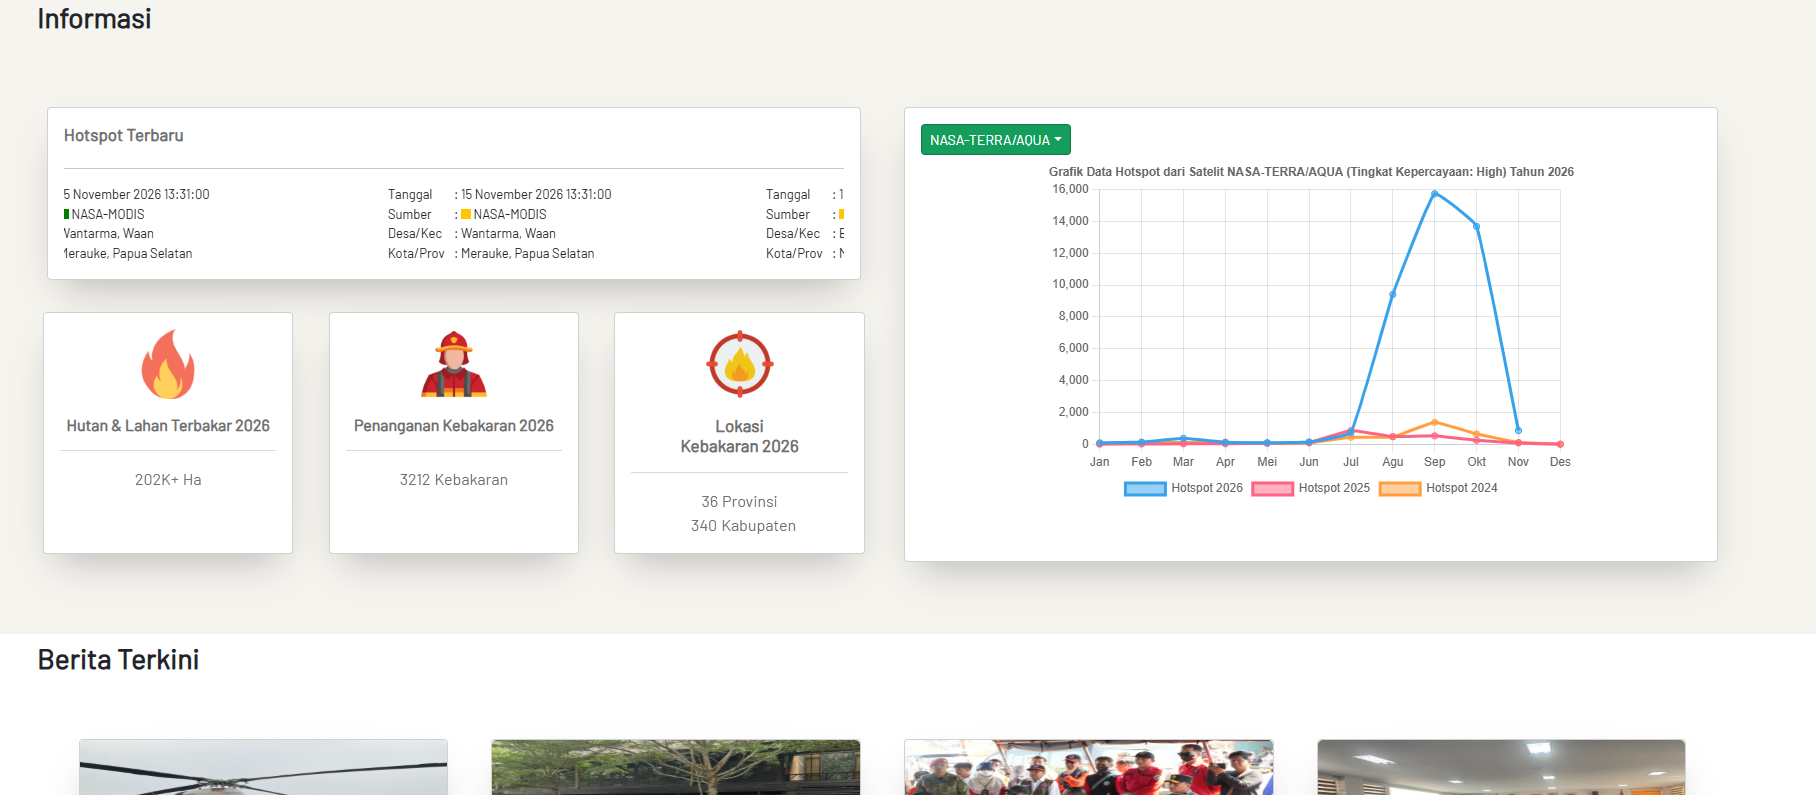 Informasi
Hotspot Terbaru
5 November 2026 13:31:00
NASA-MODIS
Wantarma, Waan
Merauke, Papua Selatan
Tanggal : 15 November 2026 13:31:00
Sumber : NASA-MODIS
Desa/Kec : Wantarma, Waan
Kota/Prov : Merauke, Papua Selatan
Tanggal : 1
Sumber :
Desa/Kec :
Kota/Prov :
Hutan & Lahan Terbakar 2026
202K+ Ha
Penanganan Kebakaran 2026
3212 Kebakaran
Lokasi
Kebakaran 2026
36 Provinsi
340 Kabupaten
NASA-TERRA/AQUA
Grafik Data Hotspot dari Satelit NASA-TERRA/AQUA (Tingkat Kepercayaan: High) Tahun 2026
16,000
14,000
12,000
10,000
8,000
6,000
4,000
2,000
0
Jan Feb Mar Apr Mei Jun Jul Agu Sep Okt Nov Des
Hotspot 2026 Hotspot 2025 Hotspot 2024
Berita Terkini